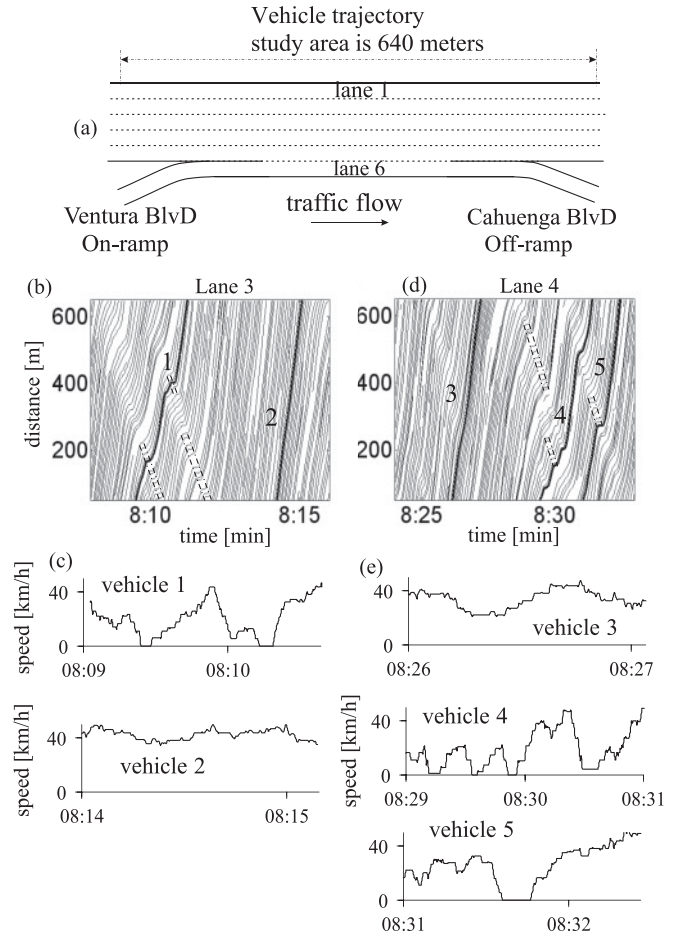 Vehicle trajectory
study area is 640 meters
lane 1
(a)
lane 6
Ventura BlvD
On-ramp
traffic flow
Cahuenga BlvD
Off-ramp
(b)
Lane 3
distance [m]
600
400
200
1
2
8:10
8:15
time [min]
(d)
Lane 4
600
400
200
3
4
5
8:25
8:30
time [min]
(c)
speed [km/h]
40
0
vehicle 1
08:09
08:10
speed [km/h]
40
0
vehicle 2
08:14
08:15
(e)
speed [km/h]
40
0
vehicle 3
08:26
08:27
speed [km/h]
40
0
vehicle 4
08:29
08:30
08:31
vehicle 5
40
0
08:31
08:32